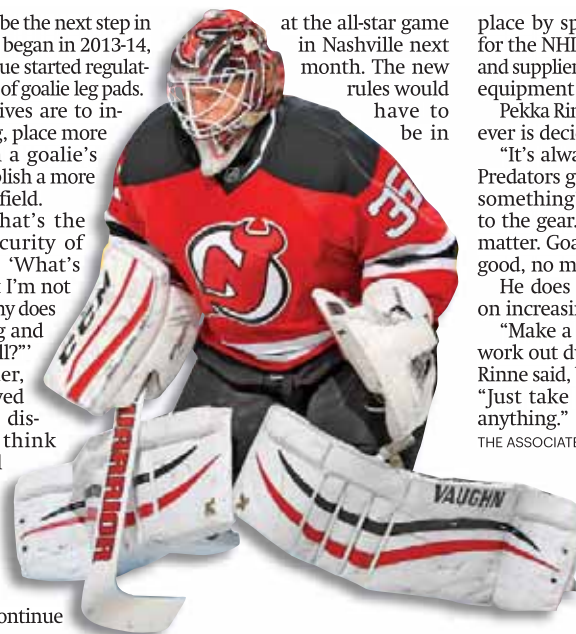 be the next step in
began in 2013-14,
ue started regulat-
of goalie leg pads.
ives are to in-
, place more
a goalie's
olish a more
field.
hat's the
curity of
'What's
I'm not
ny does
g and
ll?"'
er,
ved
dis-
think
ontinue
at the all-star game
in Nashville next
month. The new
rules would
have to
be in
place by sp
for the NHL
and supplier
equipment
Pekka Rin
ever is deci
"It's alwa
Predators g
something
to the gear.
matter. Goa
good, no m
He does
on increasi
"Make a
work out du
Rinne said,
"Just take
anything."
THE ASSOCIATE
35
CCM
WARRIOR
VAUGHN